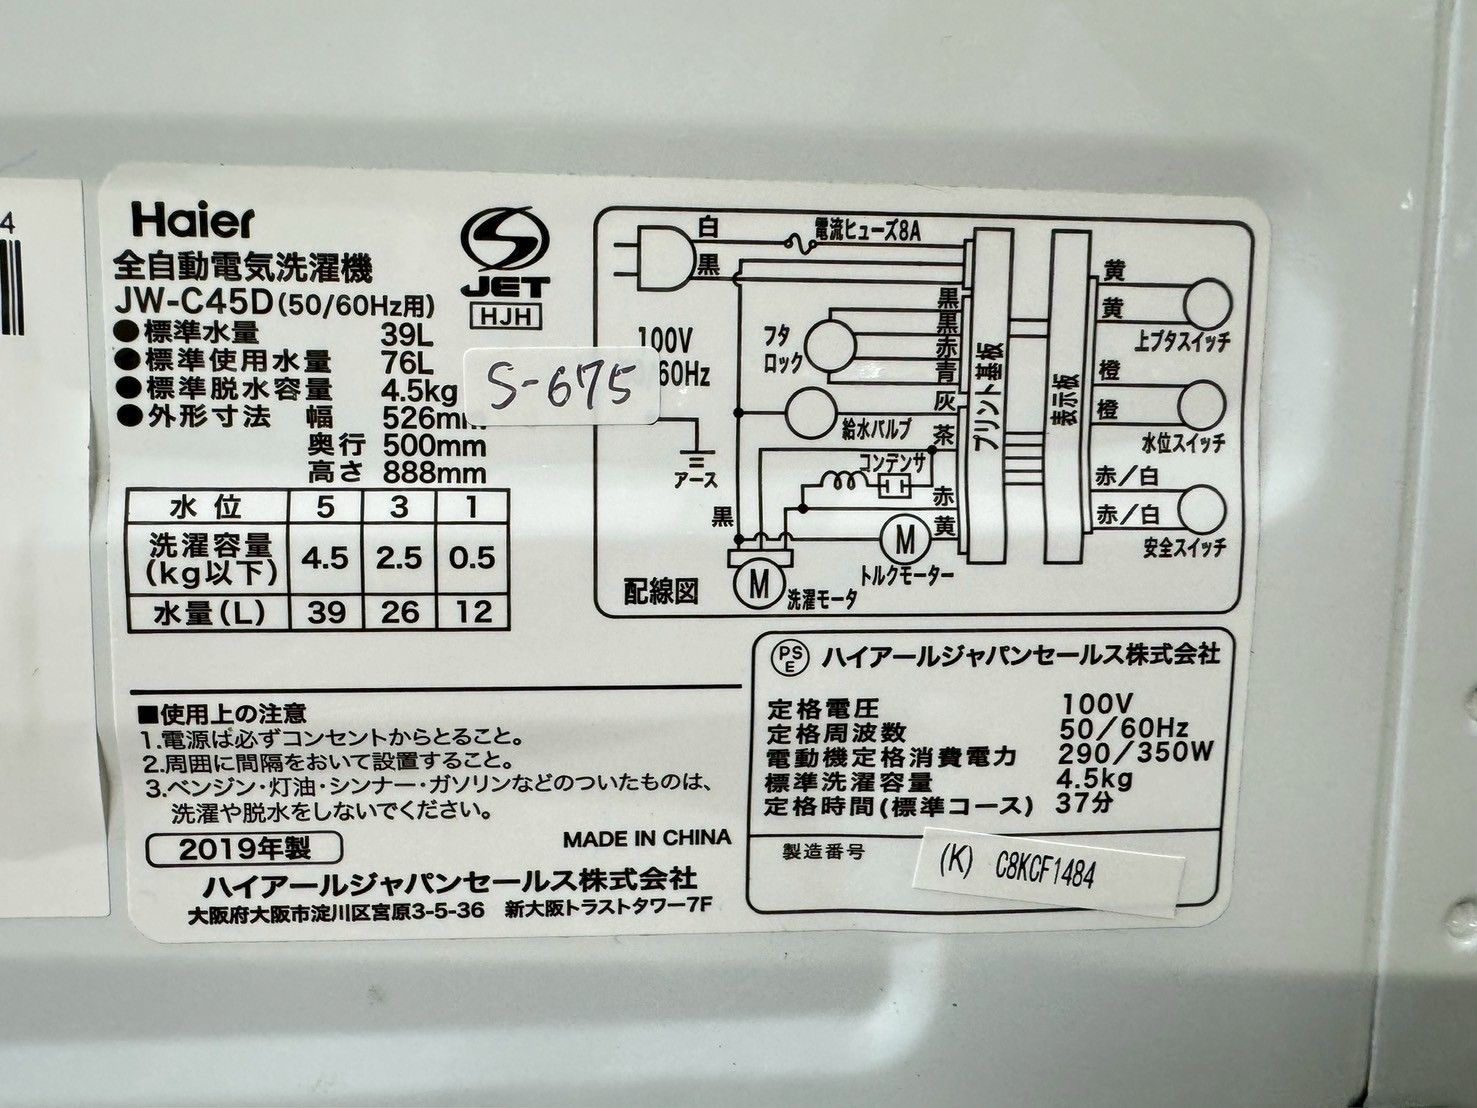 4
Haier
全自動電気洗濯機
JW-C45D(50/60Hz用)
JET
HJH
●標準水量 39L
●標準使用水量 76L
●標準脱水容量 4.5kg
●外形寸法 幅 526mm
奥行 500mm
高さ 888mm
S-675
水位 5 3 1
洗濯容量(kg以下) 4.5 2.5 0.5
水量(L) 39 26 12
白
電流ヒューズ8A
黒
100V
60Hz
アース
フタ
ロック
黒
黒
赤
青
灰
給水バルブ
茶
コンデンサ
赤
黒
黄
M
トルクモーター
M
洗濯モータ
配線図
プリント基板
表示板
黄
黄
上ブタスイッチ
橙
橙
水位スイッチ
赤/白
赤/白
安全スイッチ
■使用上の注意
1.電源は必ずコンセントからとること。
2.周囲に間隔をおいて設置すること。
3.ベンジン・灯油・シンナー・ガソリンなどのついたものは、
洗濯や脱水をしないでください。
2019年製
MADE IN CHINA
ハイアールジャパンセールス株式会社
大阪府大阪市淀川区宮原3-5-36 新大阪トラストタワー7F
PSE ハイアールジャパンセールス株式会社
定格電圧 100V
定格周波数 50/60Hz
電動機定格消費電力 290/350W
標準洗濯容量 4.5kg
定格時間(標準コース) 37分
製造番号
(K) C8KCF1484